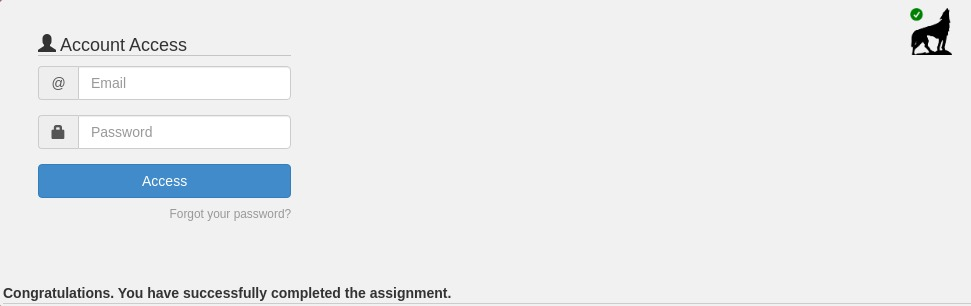 Account Access
@
Email
Password
Access
Forgot your password?
Congratulations. You have successfully completed the assignment.